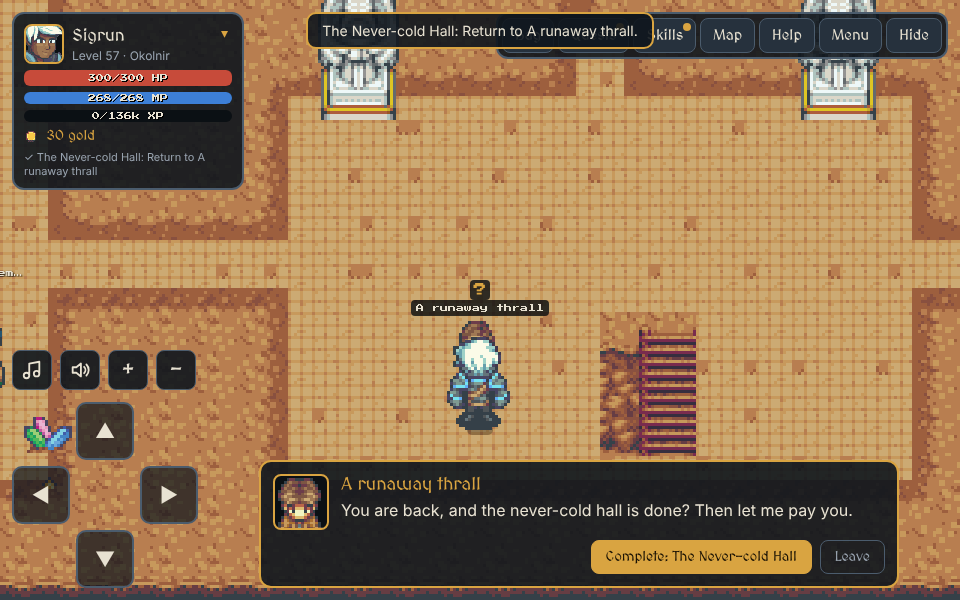 Sigrun
Level 57 · Okolnir
300/300 HP
268/268 MP
0/136k XP
30 gold
✓ The Never-cold Hall: Return to A
runaway thrall
The Never-cold Hall: Return to A runaway thrall.
Map
Help
Menu
Hide
?
A runaway thrall
+
-
A runaway thrall
You are back, and the never-cold hall is done? Then let me pay you.
Complete: The Never-cold Hall
Leave